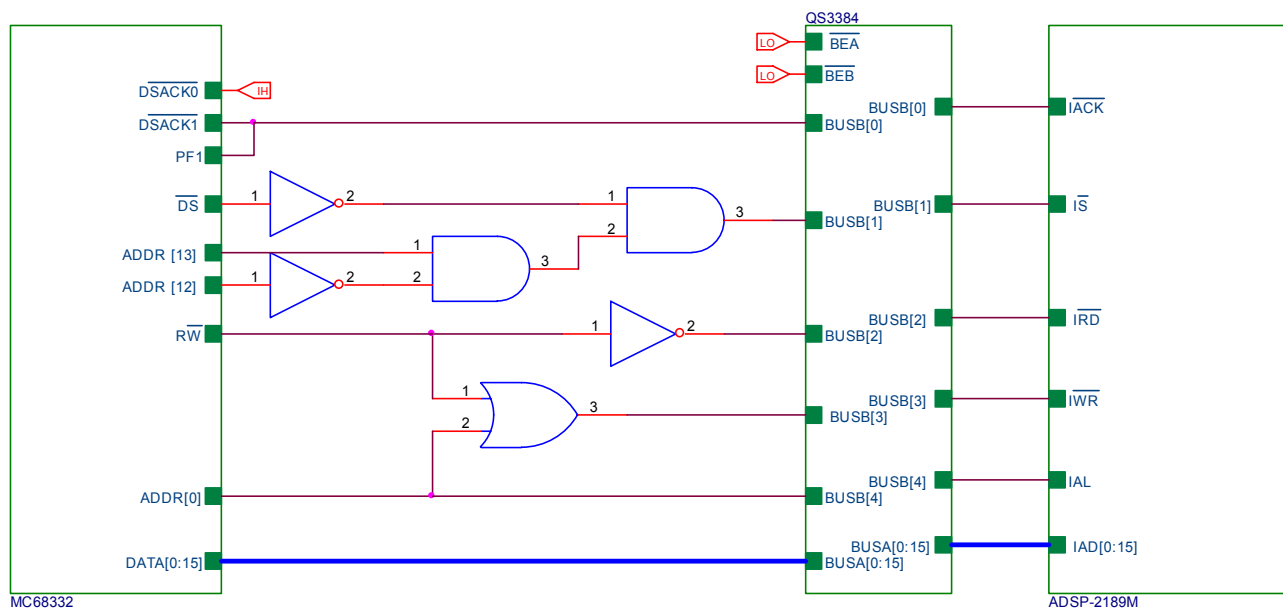 QS3384
LO BEA
LO BEB
DSACK0 IH
BUSB[0] IACK
DSACK1 BUSB[0]
PF1
DS 1 2 1 3 BUSB[1] IS
2 BUSB[1]
ADDR [13] 1 3
ADDR [12] 1 2 2
RW 1 2 BUSB[2] IRD
BUSB[2]
1 3 BUSB[3] IWR
2 BUSB[3]
BUSB[4] IAL
ADDR[0] BUSB[4]
BUSA[0:15] IAD[0:15]
DATA[0:15] BUSA[0:15]
MC68332 ADSP-2189M